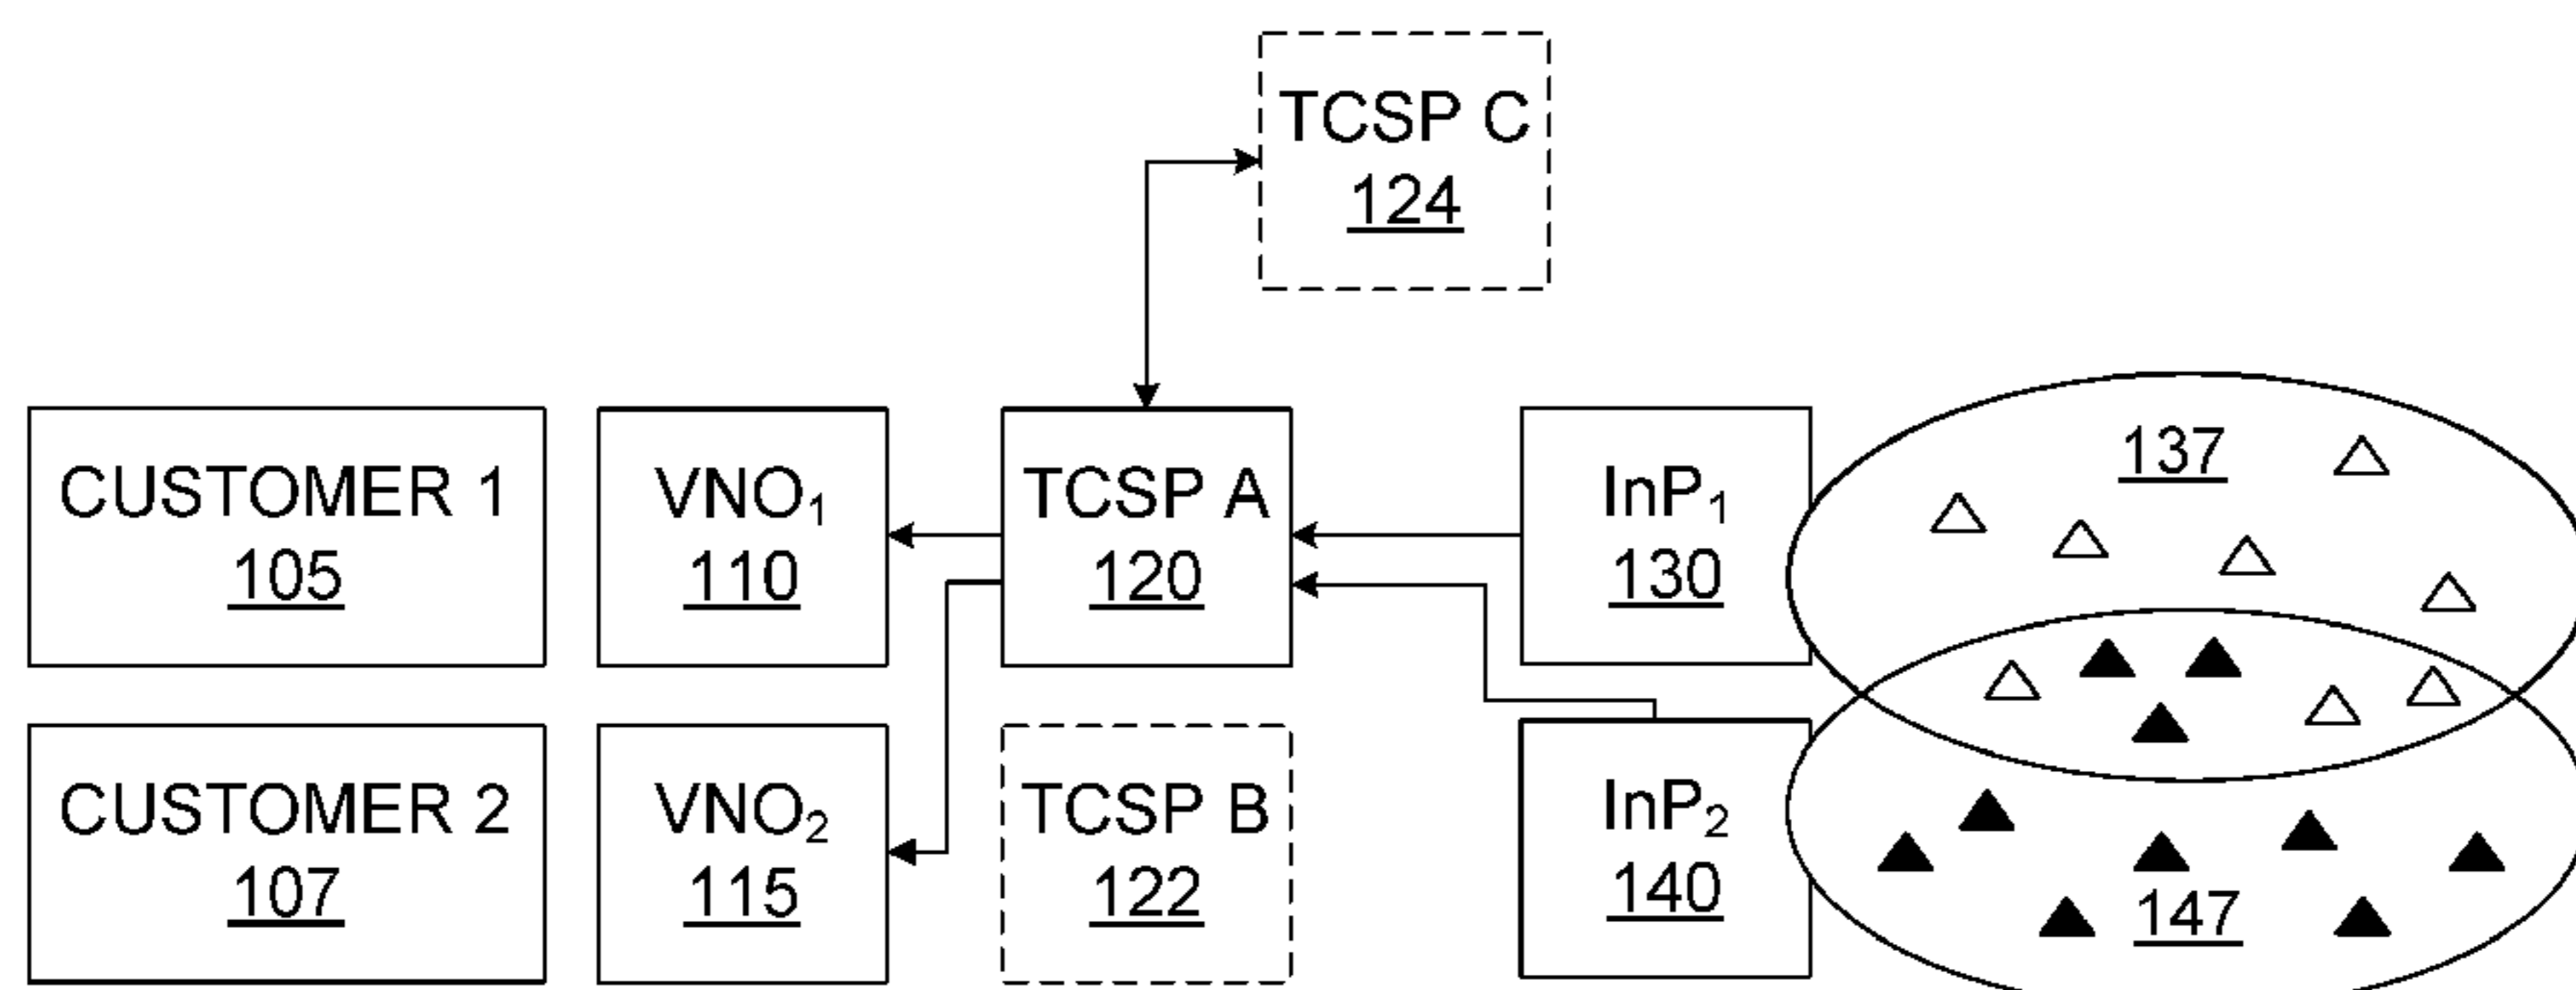 TCSP C
124
CUSTOMER 1
105
VNO₁
110
TCSP A
120
InP₁
130
137
CUSTOMER 2
107
VNO₂
115
TCSP B
122
InP₂
140
147